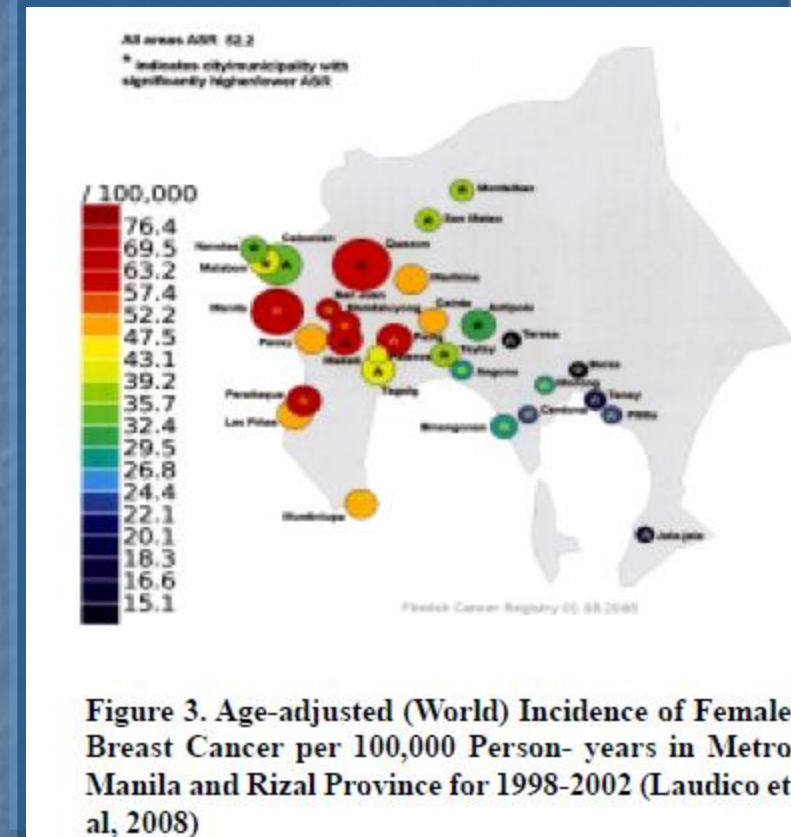 All areas ASR 52.2
* indicates city/municipality with
significantly higher/lower ASR
/ 100,000
76.4
69.5
63.2
57.4
52.2
47.5
43.1
39.2
35.7
32.4
29.5
26.8
24.4
22.1
20.1
18.3
16.6
15.1
Montalban
San Mateo
Navotas
Caloocan
Quezon
Malabon
Marikina
San Juan
Manila
Mandaluyong
Cainta
Antipolo
Pasay
Pasig
Teresa
Makati
Pateros
Taytay
Angono
Morong
Taguig
Tanay
Parañaque
Cardona
Pililla
Las Piñas
Binangonan
Muntinlupa
Jala-jala
Finnish Cancer Registry
Figure 3. Age-adjusted (World) Incidence of Female
Breast Cancer per 100,000 Person- years in Metro
Manila and Rizal Province for 1998-2002 (Laudico et
al, 2008)